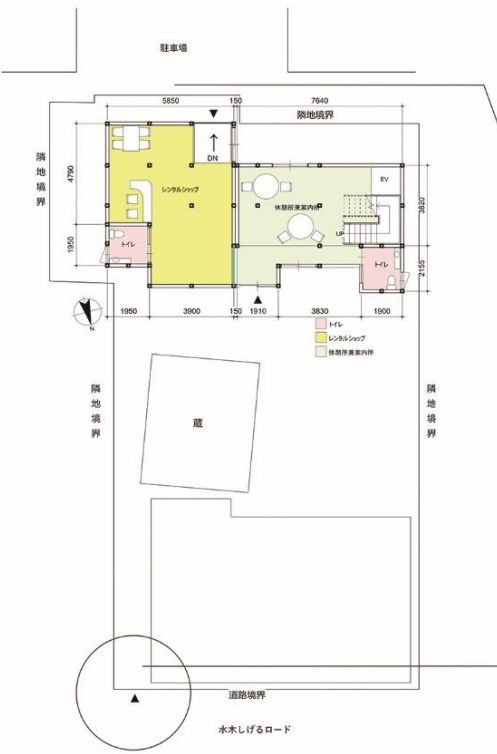 駐車場
5850
150
7640
隣地境界
隣地境界
4790
1950
DN
レンタルショップ
休憩所兼案内所
EV
UP
トイレ
トイレ
3820
2155
N
1950
3900
150
1910
3830
1900
トイレ
レンタルショップ
休憩所兼案内所
隣地境界
蔵
隣地境界
道路境界
水木しげるロード